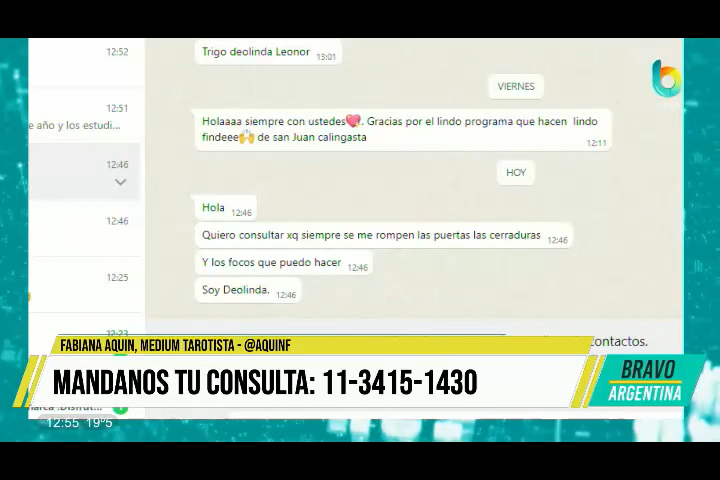 12:52
Trigo deolinda Leonor 13:01
VIERNES
12:51
e año y los estudi...
Holaaaa siempre con ustedes💖. Gracias por el lindo programa que hacen lindo
findeee🙌 de san Juan calingasta
12:11
12:46
HOY
Hola 12:46
12:46
Quiero consultar xq siempre se me rompen las puertas las cerraduras 12:46
Y los focos que puedo hacer 12:46
12:25
Soy Deolinda. 12:46
12:23
contactos.
FABIANA AQUIN, MEDIUM TAROTISTA - @AQUINF
MANDANOS TU CONSULTA: 11-3415-1430
BRAVO
ARGENTINA
12:55 19°5